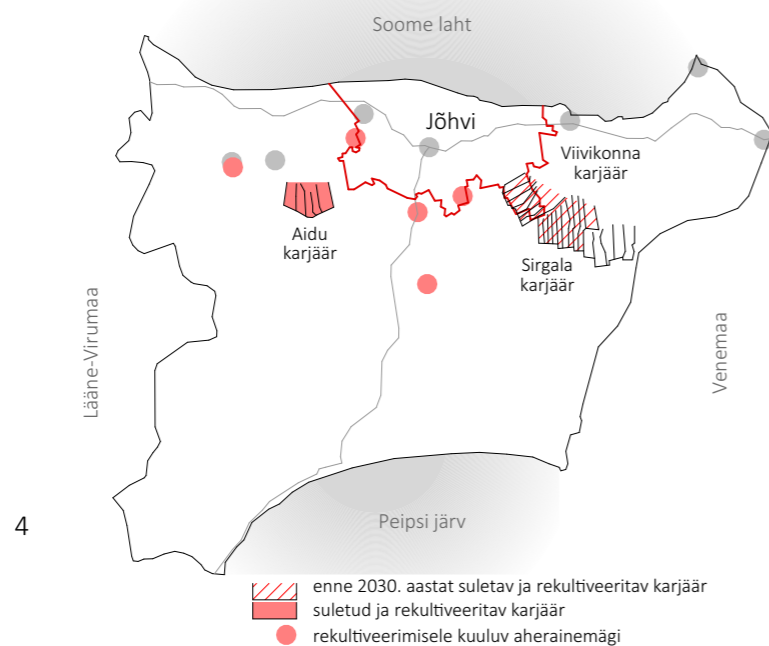 Soome laht
Jõhvi
Viivikonna
karjäär
Aidu
karjäär
Sirgala
karjäär
Lääne-Virumaa
Venemaa
4
Peipsi järv
enne 2030. aastat suletav ja rekultiveeritav karjäär
suletud ja rekultiveeritav karjäär
rekultiveerimisele kuuluv aherainemägi